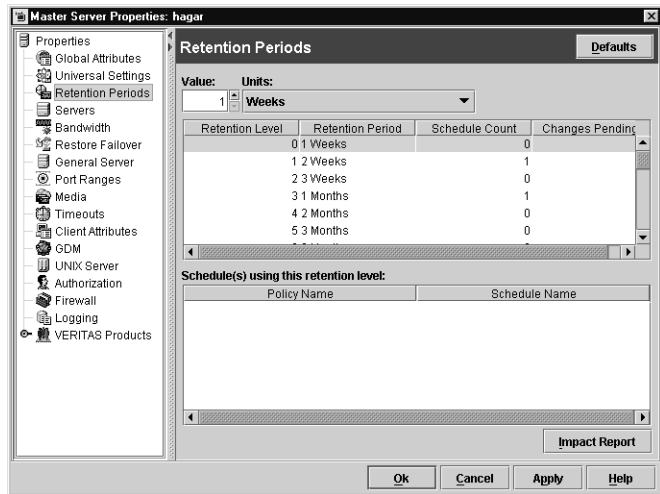 Master Server Properties: hagar
Properties
Global Attributes
Universal Settings
Retention Periods
Servers
Bandwidth
Restore Failover
General Server
Port Ranges
Media
Timeouts
Client Attributes
GDM
UNIX Server
Authorization
Firewall
Logging
VERITAS Products
Retention Periods
Defaults
Value: Units:
1 Weeks
Retention Level Retention Period Schedule Count Changes Pending
0 1 Weeks 0
1 2 Weeks 1
2 3 Weeks 0
3 1 Months 1
4 2 Months 0
5 3 Months 0
Schedule(s) using this retention level:
Policy Name Schedule Name
Impact Report
Ok Cancel Apply Help